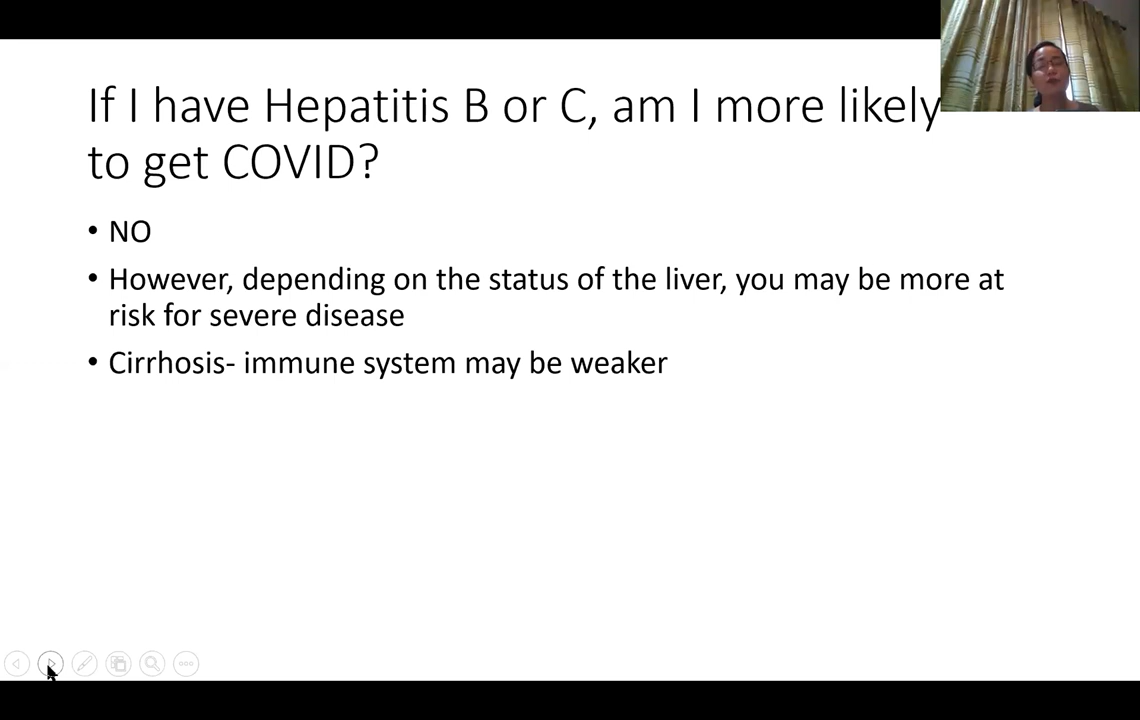 If I have Hepatitis B or C, am I more likely
to get COVID?
• NO
• However, depending on the status of the liver, you may be more at
risk for severe disease
• Cirrhosis- immune system may be weaker